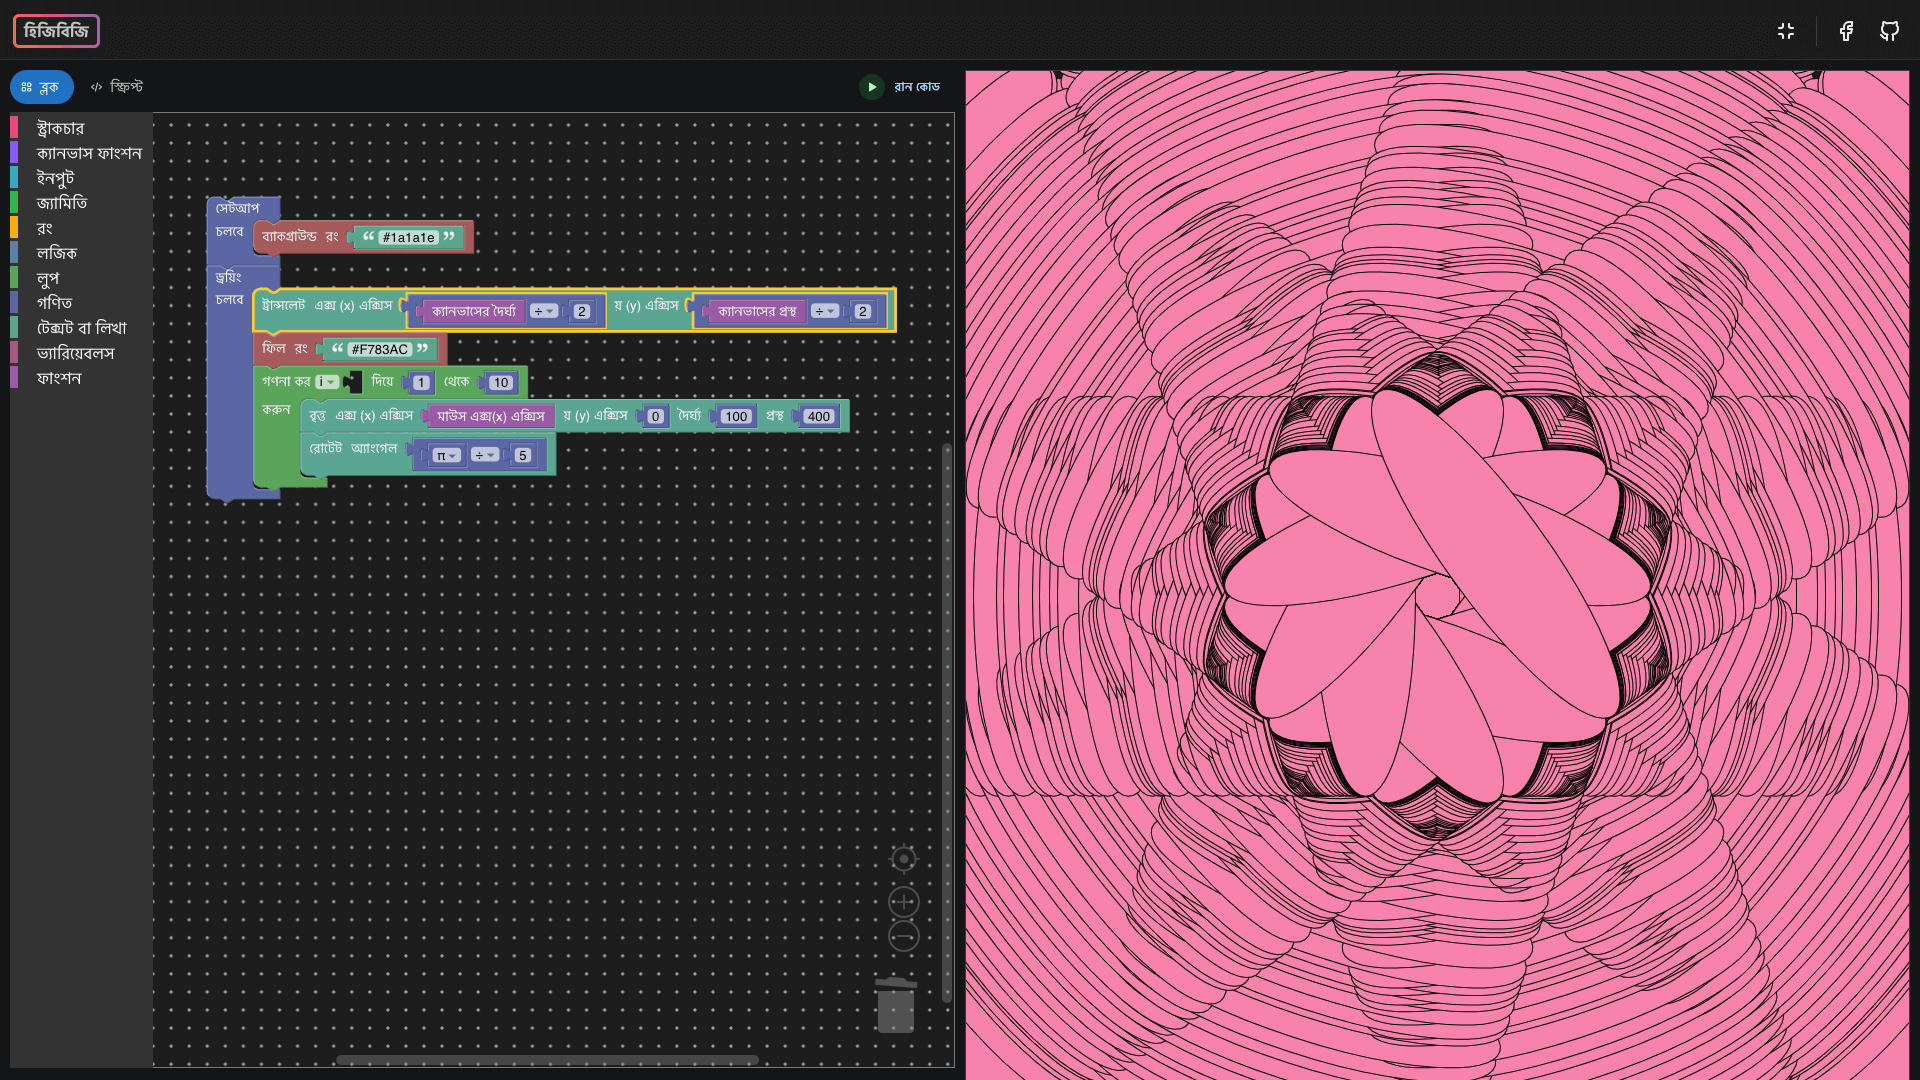 হিজিবিজি
ব্লক
স্ক্রিপ্ট
রান কোড
স্ট্রাকচার
ক্যানভাস ফাংশন
ইনপুট
জ্যামিতি
রং
লজিক
লুপ
গণিত
টেক্সট বা লিখা
ভ্যারিয়েবলস
ফাংশন
সেটআপ
চলবে ব্যাকগ্রাউন্ড রং “ #1a1a1e ”
ড্রয়িং
চলবে ট্রান্সলেট এক্স (x) এক্সিস ক্যানভাসের দৈর্ঘ্য ÷ 2 য় (y) এক্সিস ক্যানভাসের প্রস্থ ÷ 2
ফিল রং “ #F783AC ”
গণনা কর i দিয়ে 1 থেকে 10
করুন বৃত্ত এক্স (x) এক্সিস মাউস এক্স(x) এক্সিস য় (y) এক্সিস 0 দৈর্ঘ্য 100 প্রস্থ 400
রোটেট অ্যাংগেল π ÷ 5